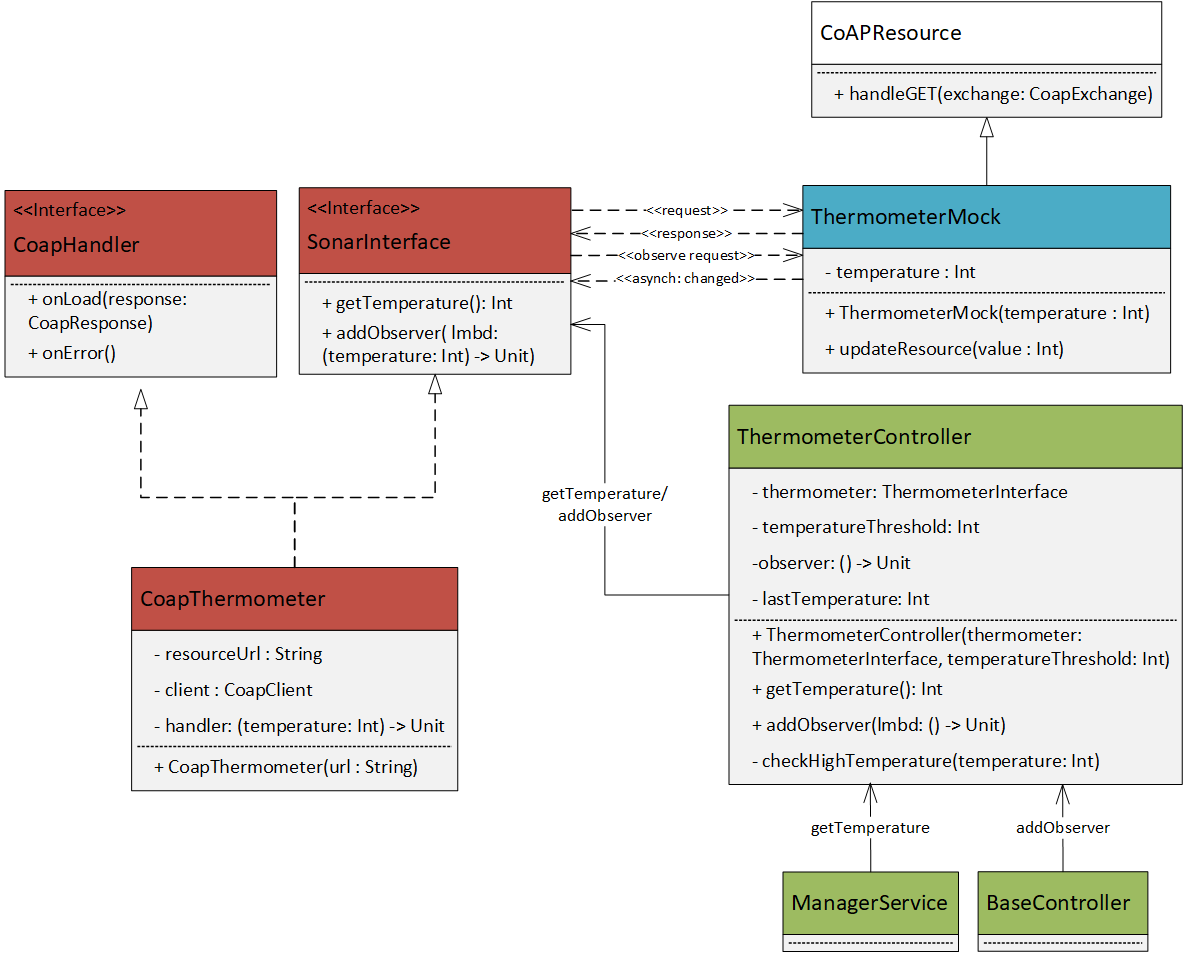 CoAPResource
+ handleGET(exchange: CoapExchange)
<<Interface>>
CoapHandler
+ onLoad(response:
CoapResponse)
+ onError()
<<Interface>>
SonarInterface
+ getTemperature(): Int
+ addObserver( lmbd:
(temperature: Int) -> Unit)
<<request>>
<<response>>
<<observe request>>
<<asynch: changed>>
ThermometerMock
- temperature : Int
+ ThermometerMock(temperature : Int)
+ updateResource(value : Int)
getTemperature/
addObserver
ThermometerController
- thermometer: ThermometerInterface
- temperatureThreshold: Int
-observer: () -> Unit
- lastTemperature: Int
+ ThermometerController(thermometer:
ThermometerInterface, temperatureThreshold: Int)
+ getTemperature(): Int
+ addObserver(lmbd: () -> Unit)
- checkHighTemperature(temperature: Int)
CoapThermometer
- resourceUrl : String
- client : CoapClient
- handler: (temperature: Int) -> Unit
+ CoapThermometer(url : String)
getTemperature
addObserver
ManagerService
BaseController